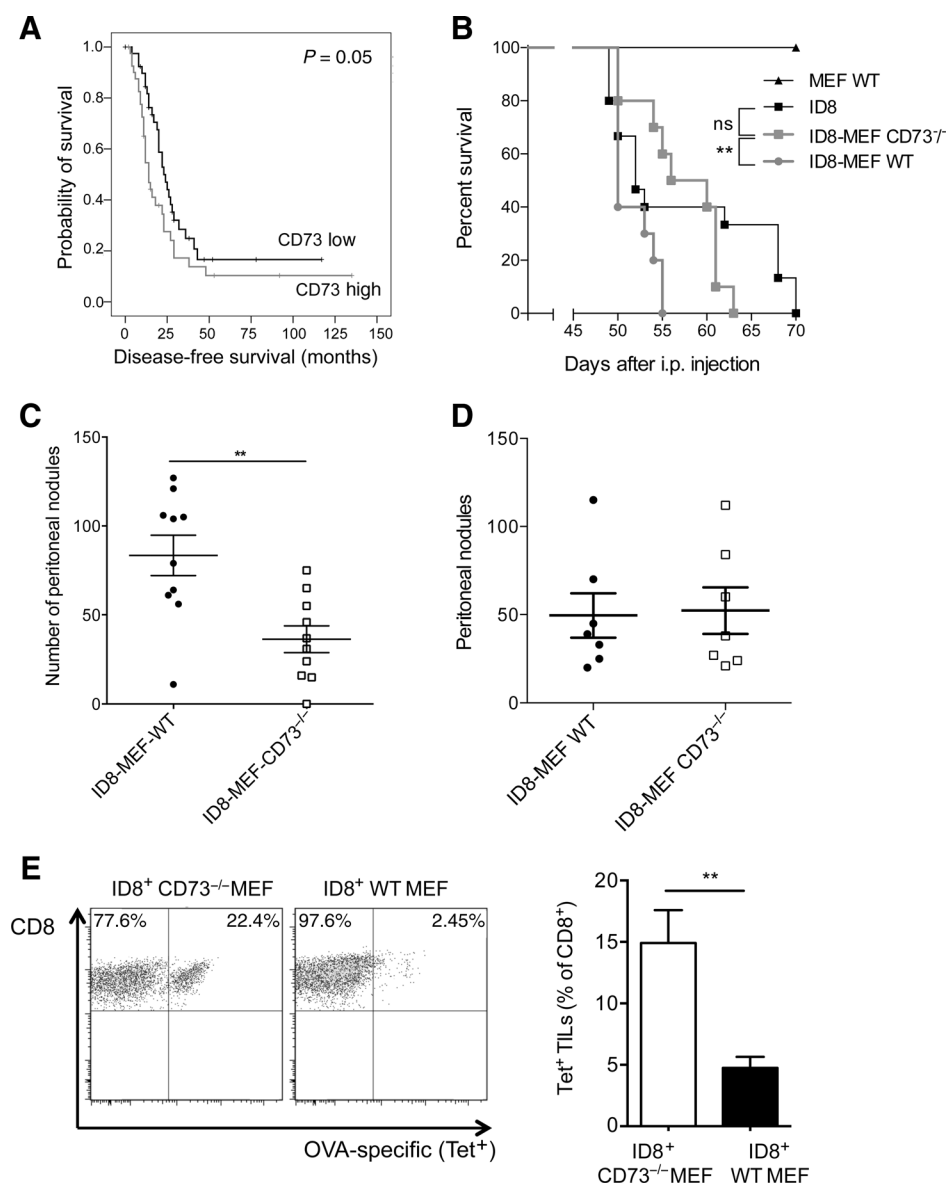 A
P = 0.05
1.0
0.8
0.6
0.4
0.2
0.0
Probability of survival
CD73 low
CD73 high
0 25 50 75 100 125 150
Disease-free survival (months)
B
100
80
60
40
20
0
Percent survival
MEF WT
ID8
ID8-MEF CD73-/-
ID8-MEF WT
ns
**
45 50 55 60 65 70
Days after i.p. injection
C
150
100
50
0
Number of peritoneal nodules
**
ID8-MEF-WT
ID8-MEF-CD73–/–
D
150
100
50
0
Peritoneal nodules
ID8-MEF WT
ID8-MEF CD73–/–
E
ID8+ CD73–/–MEF
ID8+ WT MEF
CD8
77.6% 22.4%
97.6% 2.45%
OVA-specific (Tet+)
20
15
10
5
0
Tet+ TILs (% of CD8+)
**
ID8+
CD73–/–MEF
ID8+
WT MEF